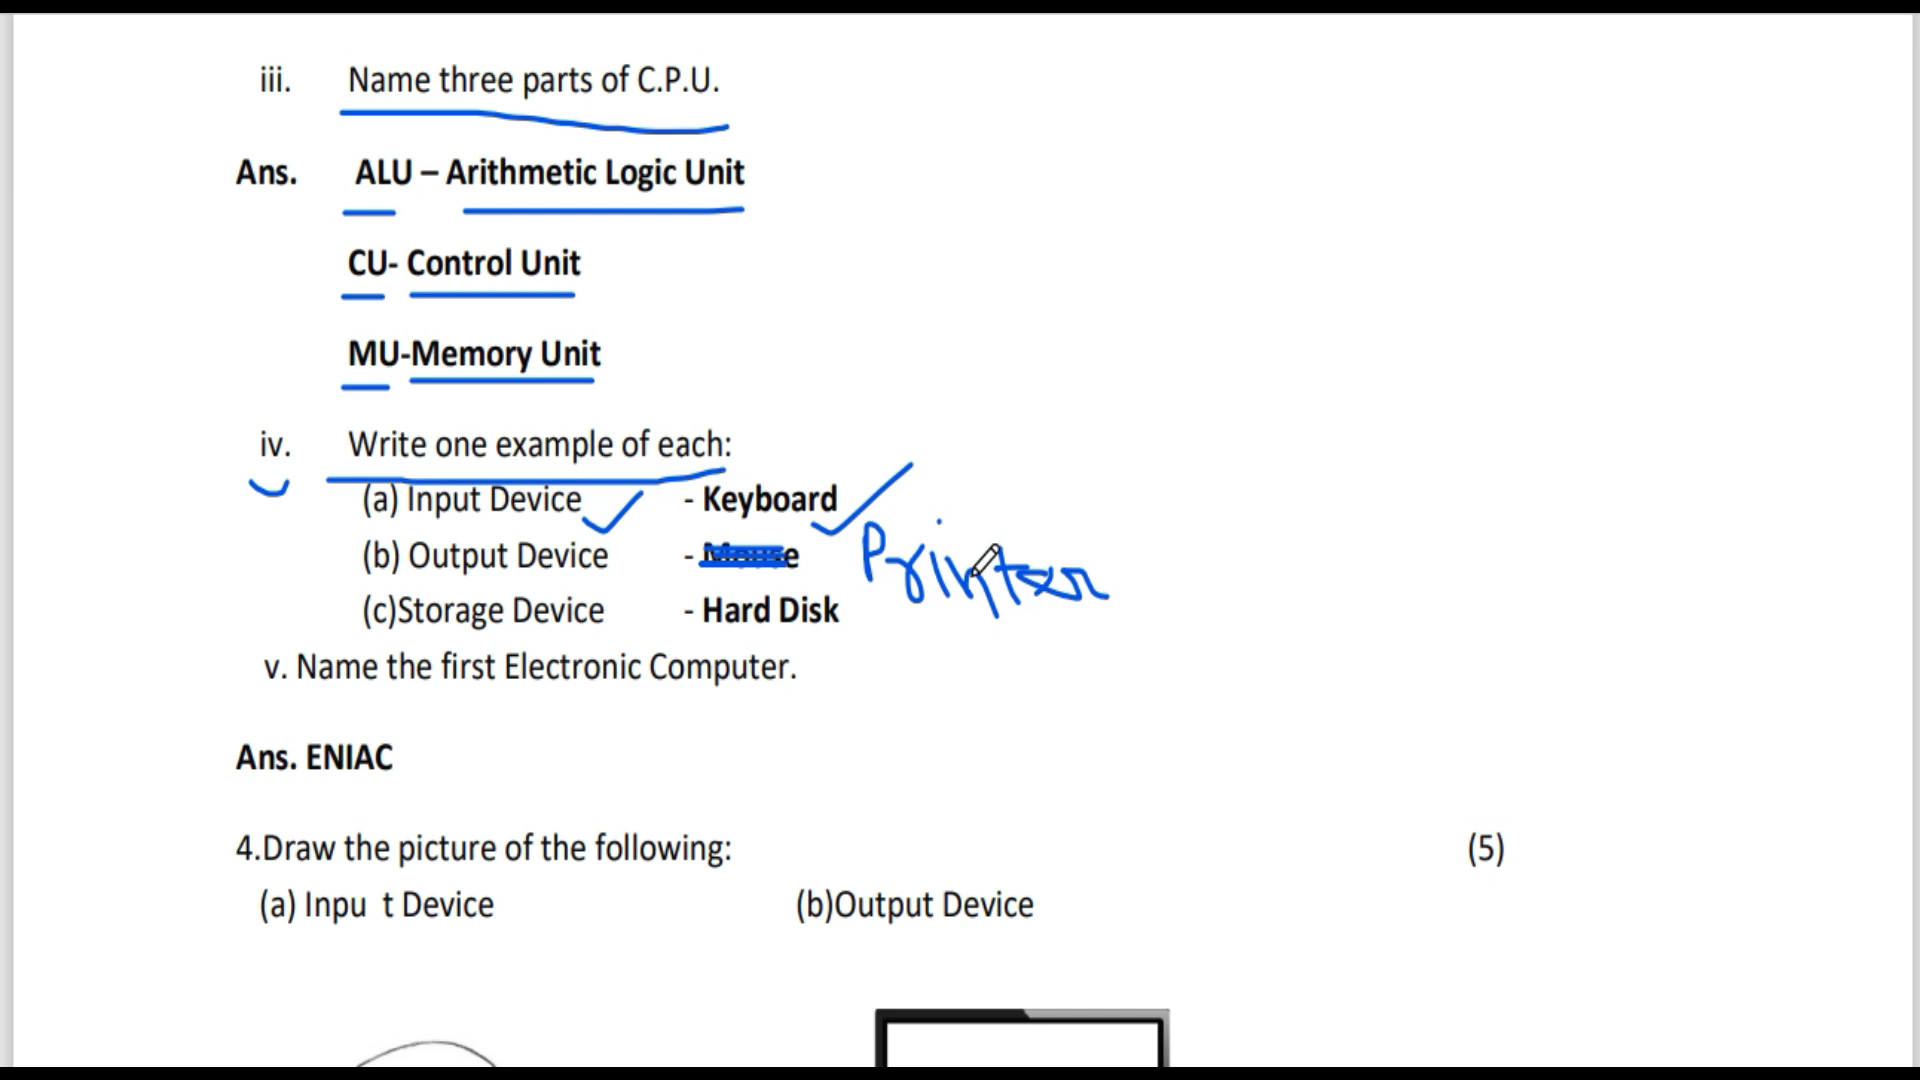 iii. Name three parts of C.P.U.
Ans. ALU – Arithmetic Logic Unit
CU- Control Unit
MU-Memory Unit
iv. Write one example of each:
(a) Input Device - Keyboard
(b) Output Device - Mouse Printer
(c)Storage Device - Hard Disk
v. Name the first Electronic Computer.
Ans. ENIAC
4.Draw the picture of the following: (5)
(a) Inpu t Device (b)Output Device